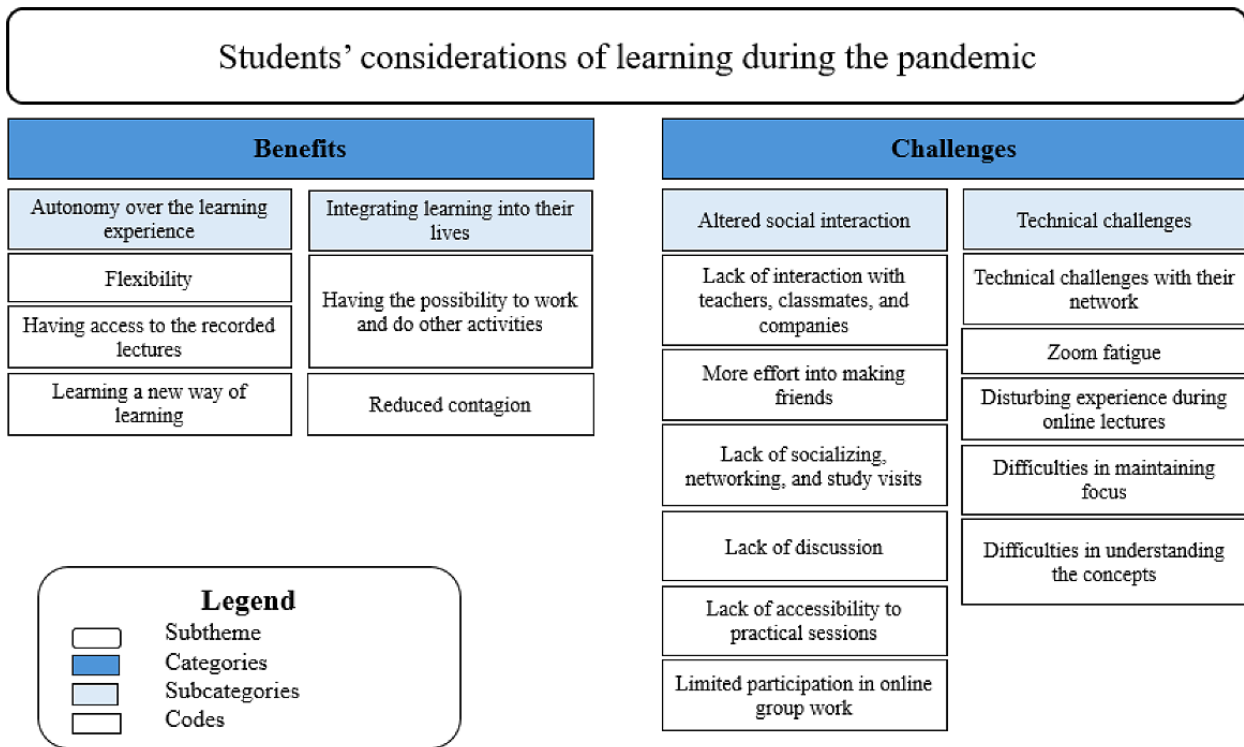 Students’ considerations of learning during the pandemic
Benefits
Autonomy over the learning
experience
Flexibility
Having access to the recorded
lectures
Learning a new way of
learning
Integrating learning into their
lives
Having the possibility to work
and do other activities
Reduced contagion
Challenges
Altered social interaction
Lack of interaction with
teachers, classmates, and
companies
More effort into making
friends
Lack of socializing,
networking, and study visits
Lack of discussion
Lack of accessibility to
practical sessions
Limited participation in online
group work
Technical challenges
Technical challenges with their
network
Zoom fatigue
Disturbing experience during
online lectures
Difficulties in maintaining
focus
Difficulties in understanding
the concepts
Legend
Subtheme
Categories
Subcategories
Codes